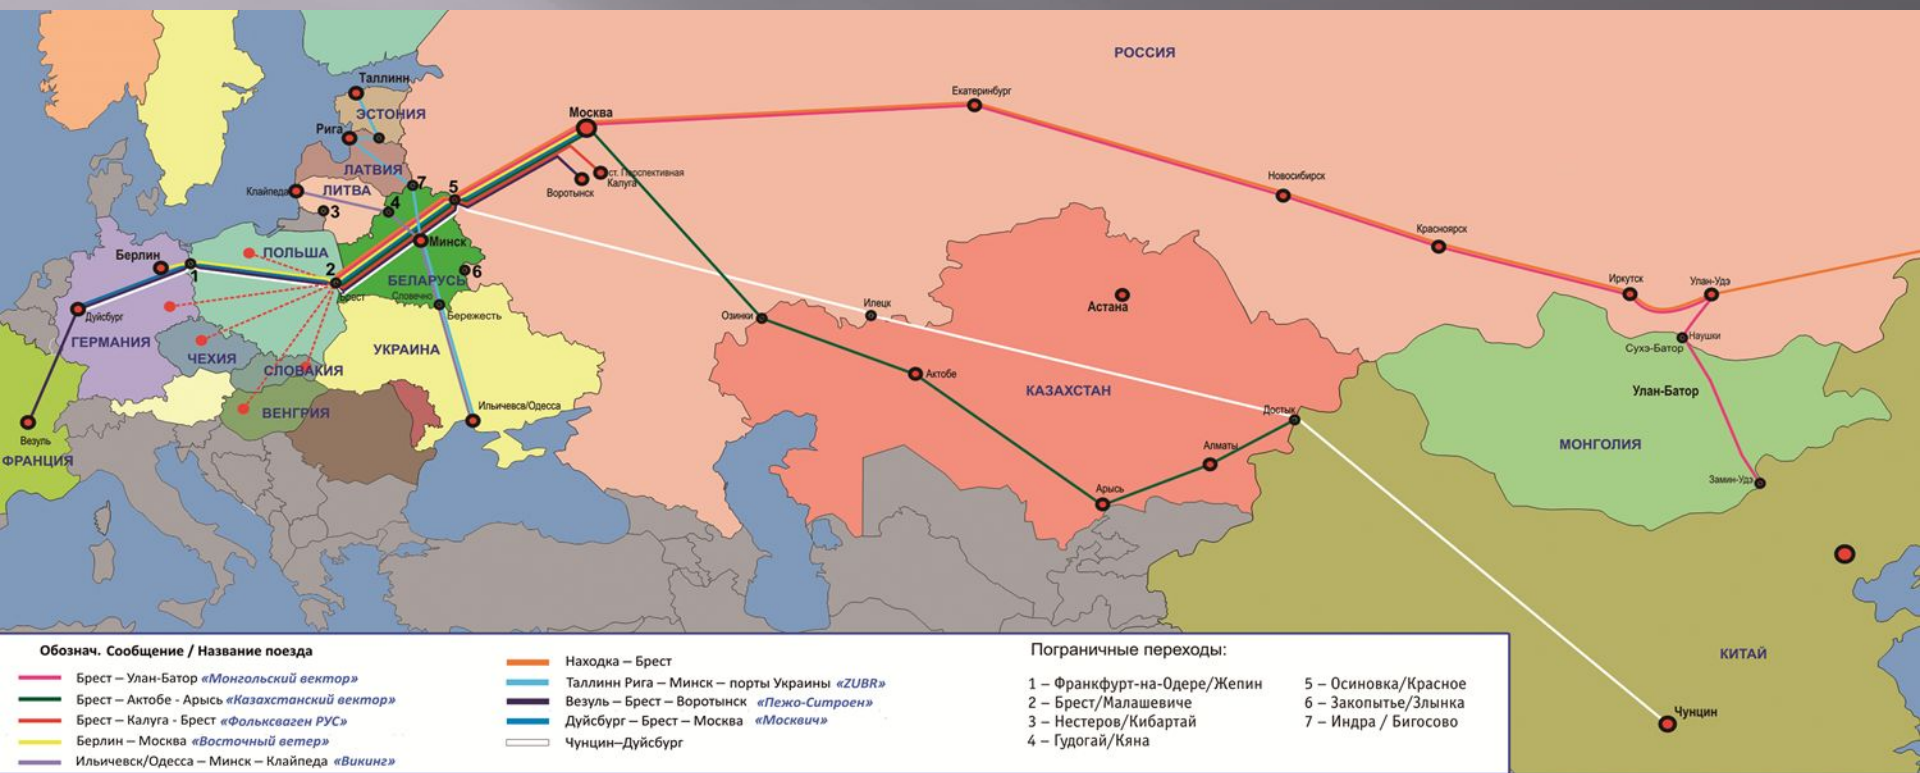 РОССИЯ
Таллинн
ЭСТОНИЯ
Екатеринбург
Москва
Рига
ЛАТВИЯ
ст. Перспективная
Калуга
Воротынск
Новосибирск
Клайпеда
ЛИТВА
7
5
3
4
Минск
Красноярск
Берлин
ПОЛЬША
1
2
Брест
БЕЛАРУСЬ
6
Словечно
Бережесть
Иркутск
Улан-Удэ
Астана
Илецк
Озинки
Дуйсбург
ГЕРМАНИЯ
ЧЕХИЯ
УКРАИНА
Наушки
Сухэ-Батор
СЛОВАКИЯ
Актобе
КАЗАХСТАН
Улан-Батор
ВЕНГРИЯ
Ильичевсв/Одесса
Достык
Везуль
ФРАНЦИЯ
Алматы
МОНГОЛИЯ
Арысь
Замин-Удэ
КИТАЙ
Чунцин
Обознач. Сообщение / Название поезда
Брест – Улан-Батор «Монгольский вектор»
Брест – Актобе - Арысь «Казахстанский вектор»
Брест – Калуга - Брест «Фольксваген РУС»
Берлин – Москва «Восточный ветер»
Ильичевск/Одесса – Минск – Клайпеда «Викинг»
Находка – Брест
Таллинн Рига – Минск – порты Украины «ZUBR»
Везуль – Брест – Воротынск «Пежо-Ситроен»
Дуйсбург – Брест – Москва «Москвич»
Чунцин–Дуйсбург
Пограничные переходы:
1 – Франкфурт-на-Одере/Жепин
2 – Брест/Малашевиче
3 – Нестеров/Кибартай
4 – Гудогай/Кяна
5 – Осиновка/Красное
6 – Закопытье/Злынка
7 – Индра / Бигосово